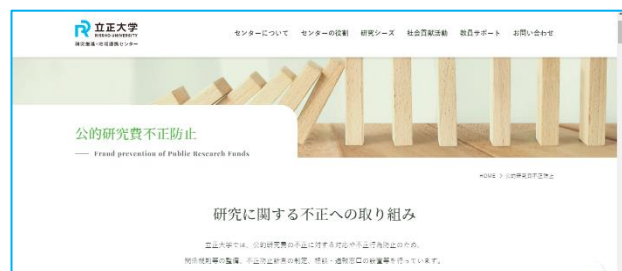 立正大学
RISSHO UNIVERSITY
研究推進・社会連携センター
センターについて センターの役割 研究シーズ 社会貢献活動 教員サポート お問い合わせ
公的研究費不正防止
Fraud prevention of Public Research Funds
HOME > 公的研究費不正防止
研究に関する不正への取り組み
立正大学では、公的研究費の不正に対する対応や不正行為防止のため、
関係規則等の整備、不正防止計画の制定、相談・通報窓口の設置等を行っています。